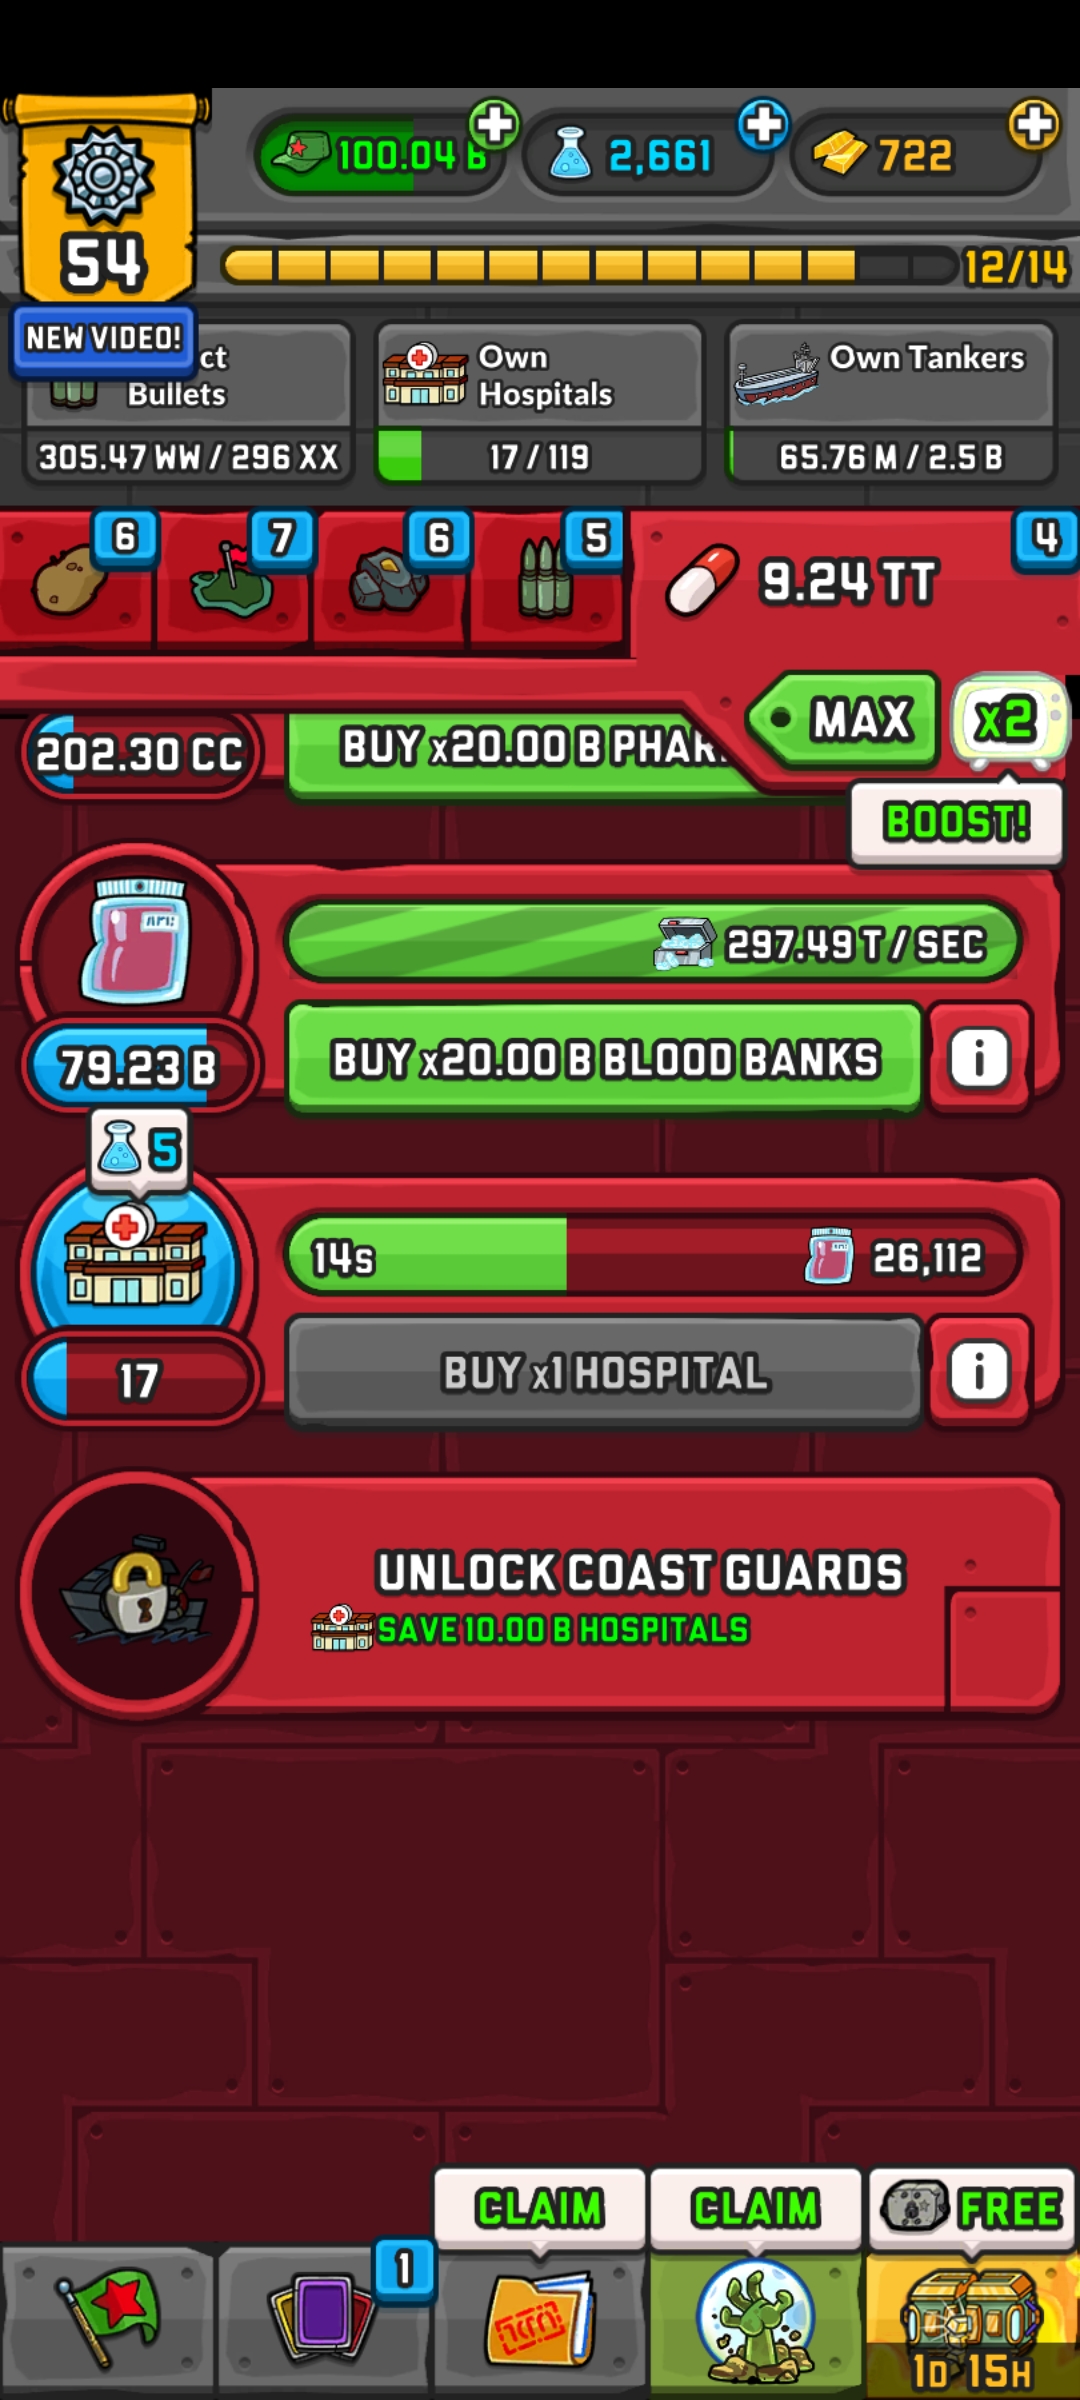 54
100.04 B
2,661
722
12/14
NEW VIDEO!
ct
Bullets
305.47 WW / 296 XX
Own
Hospitals
17 / 119
Own Tankers
65.76 M / 2.5 B
6
7
6
5
9.24 TT
4
MAX
x2
BOOST!
202.30 CC
BUY x20.00 B PHAR
297.49 T / SEC
79.23 B
BUY x20.00 B BLOOD BANKS
i
5
14s
26,112
17
BUY x1 HOSPITAL
i
UNLOCK COAST GUARDS
SAVE 10.00 B HOSPITALS
CLAIM
CLAIM
FREE
1
1D 15H